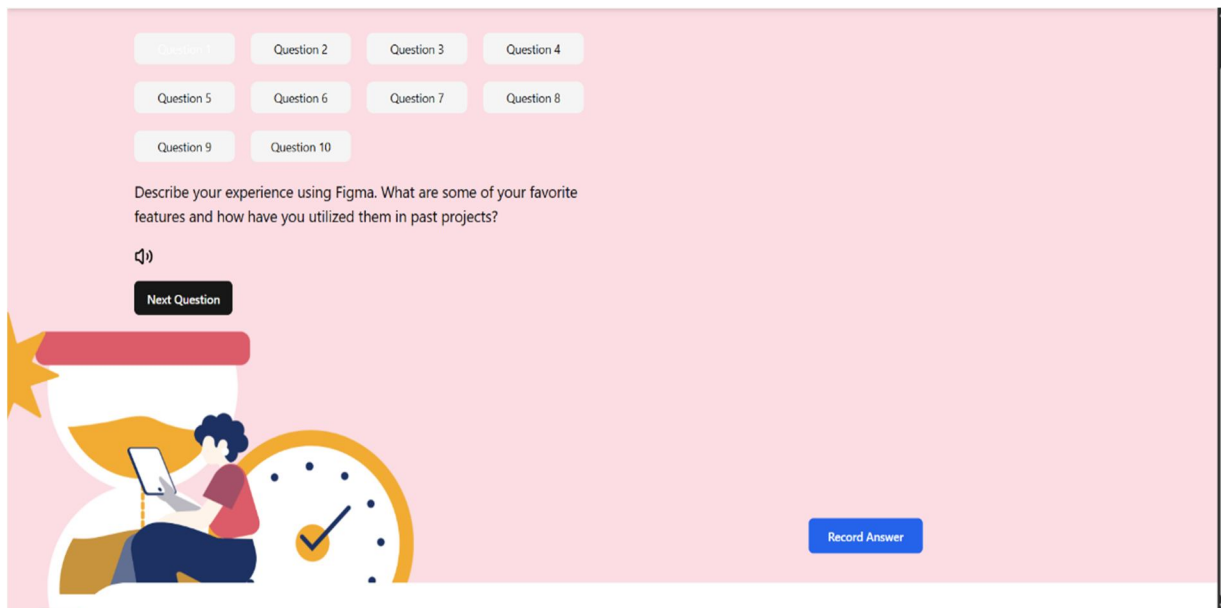 Question 1
Question 2
Question 3
Question 4
Question 5
Question 6
Question 7
Question 8
Question 9
Question 10
Describe your experience using Figma. What are some of your favorite
features and how have you utilized them in past projects?
Next Question
Record Answer